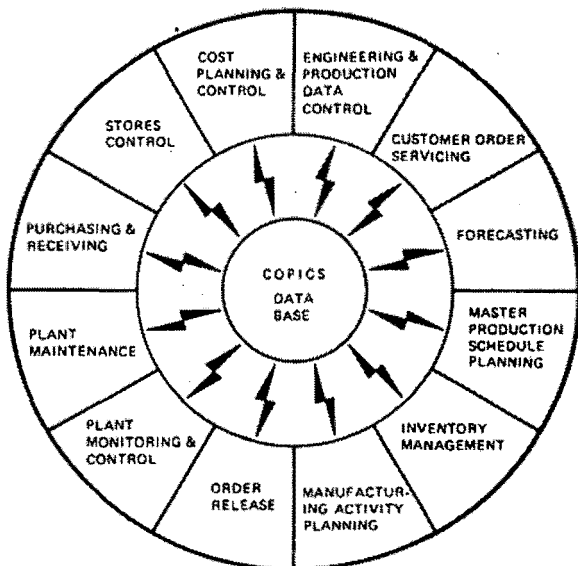 COST
PLANNING &
CONTROL
ENGINEERING &
PRODUCTION
DATA
CONTROL
CUSTOMER ORDER
SERVICING
FORECASTING
MASTER
PRODUCTION
SCHEDULE
PLANNING
INVENTORY
MANAGEMENT
MANUFACTUR-
ING ACTIVITY
PLANNING
ORDER
RELEASE
PLANT
MONITORING &
CONTROL
PLANT
MAINTENANCE
PURCHASING &
RECEIVING
STORES
CONTROL
COPICS
DATA
BASE